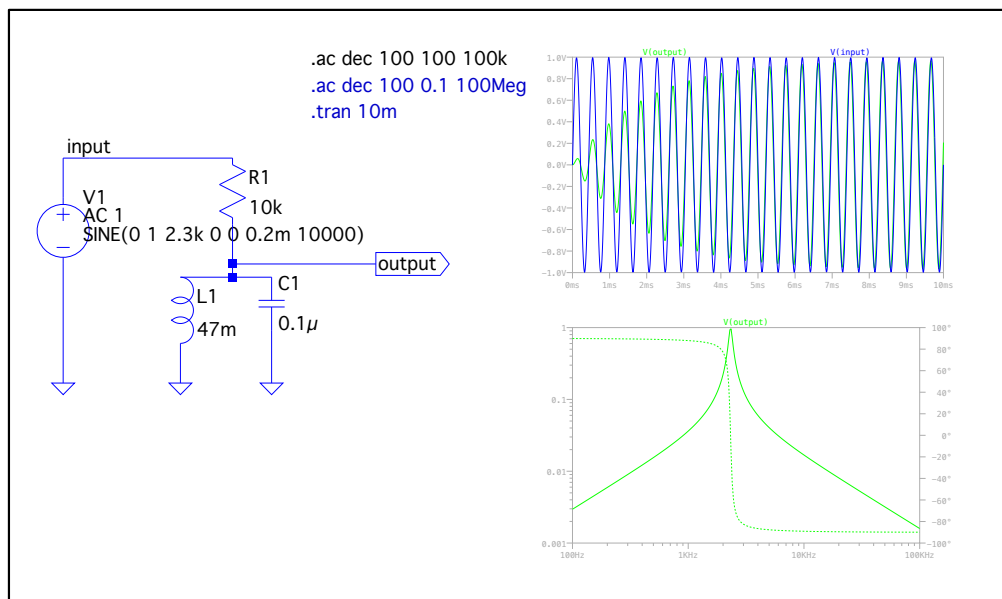 .ac dec 100 100 100k
.ac dec 100 0.1 100Meg
.tran 10m
input
R1
10k
V1
AC 1
SINE(0 1 2.3k 0 0 0.2m 10000)
output
L1
47m
C1
0.1µ
V(output) V(input)
1.0V
0.8V
0.6V
0.4V
0.2V
0.0V
−0.2V
−0.4V
−0.6V
−0.8V
−1.0V
0ms 1ms 2ms 3ms 4ms 5ms 6ms 7ms 8ms 9ms 10ms
V(output)
1 100°
80°
60°
0.1 40°
20°
0°
−20°
0.01 −40°
−60°
−80°
0.001 −100°
100Hz 1KHz 10KHz 100KHz